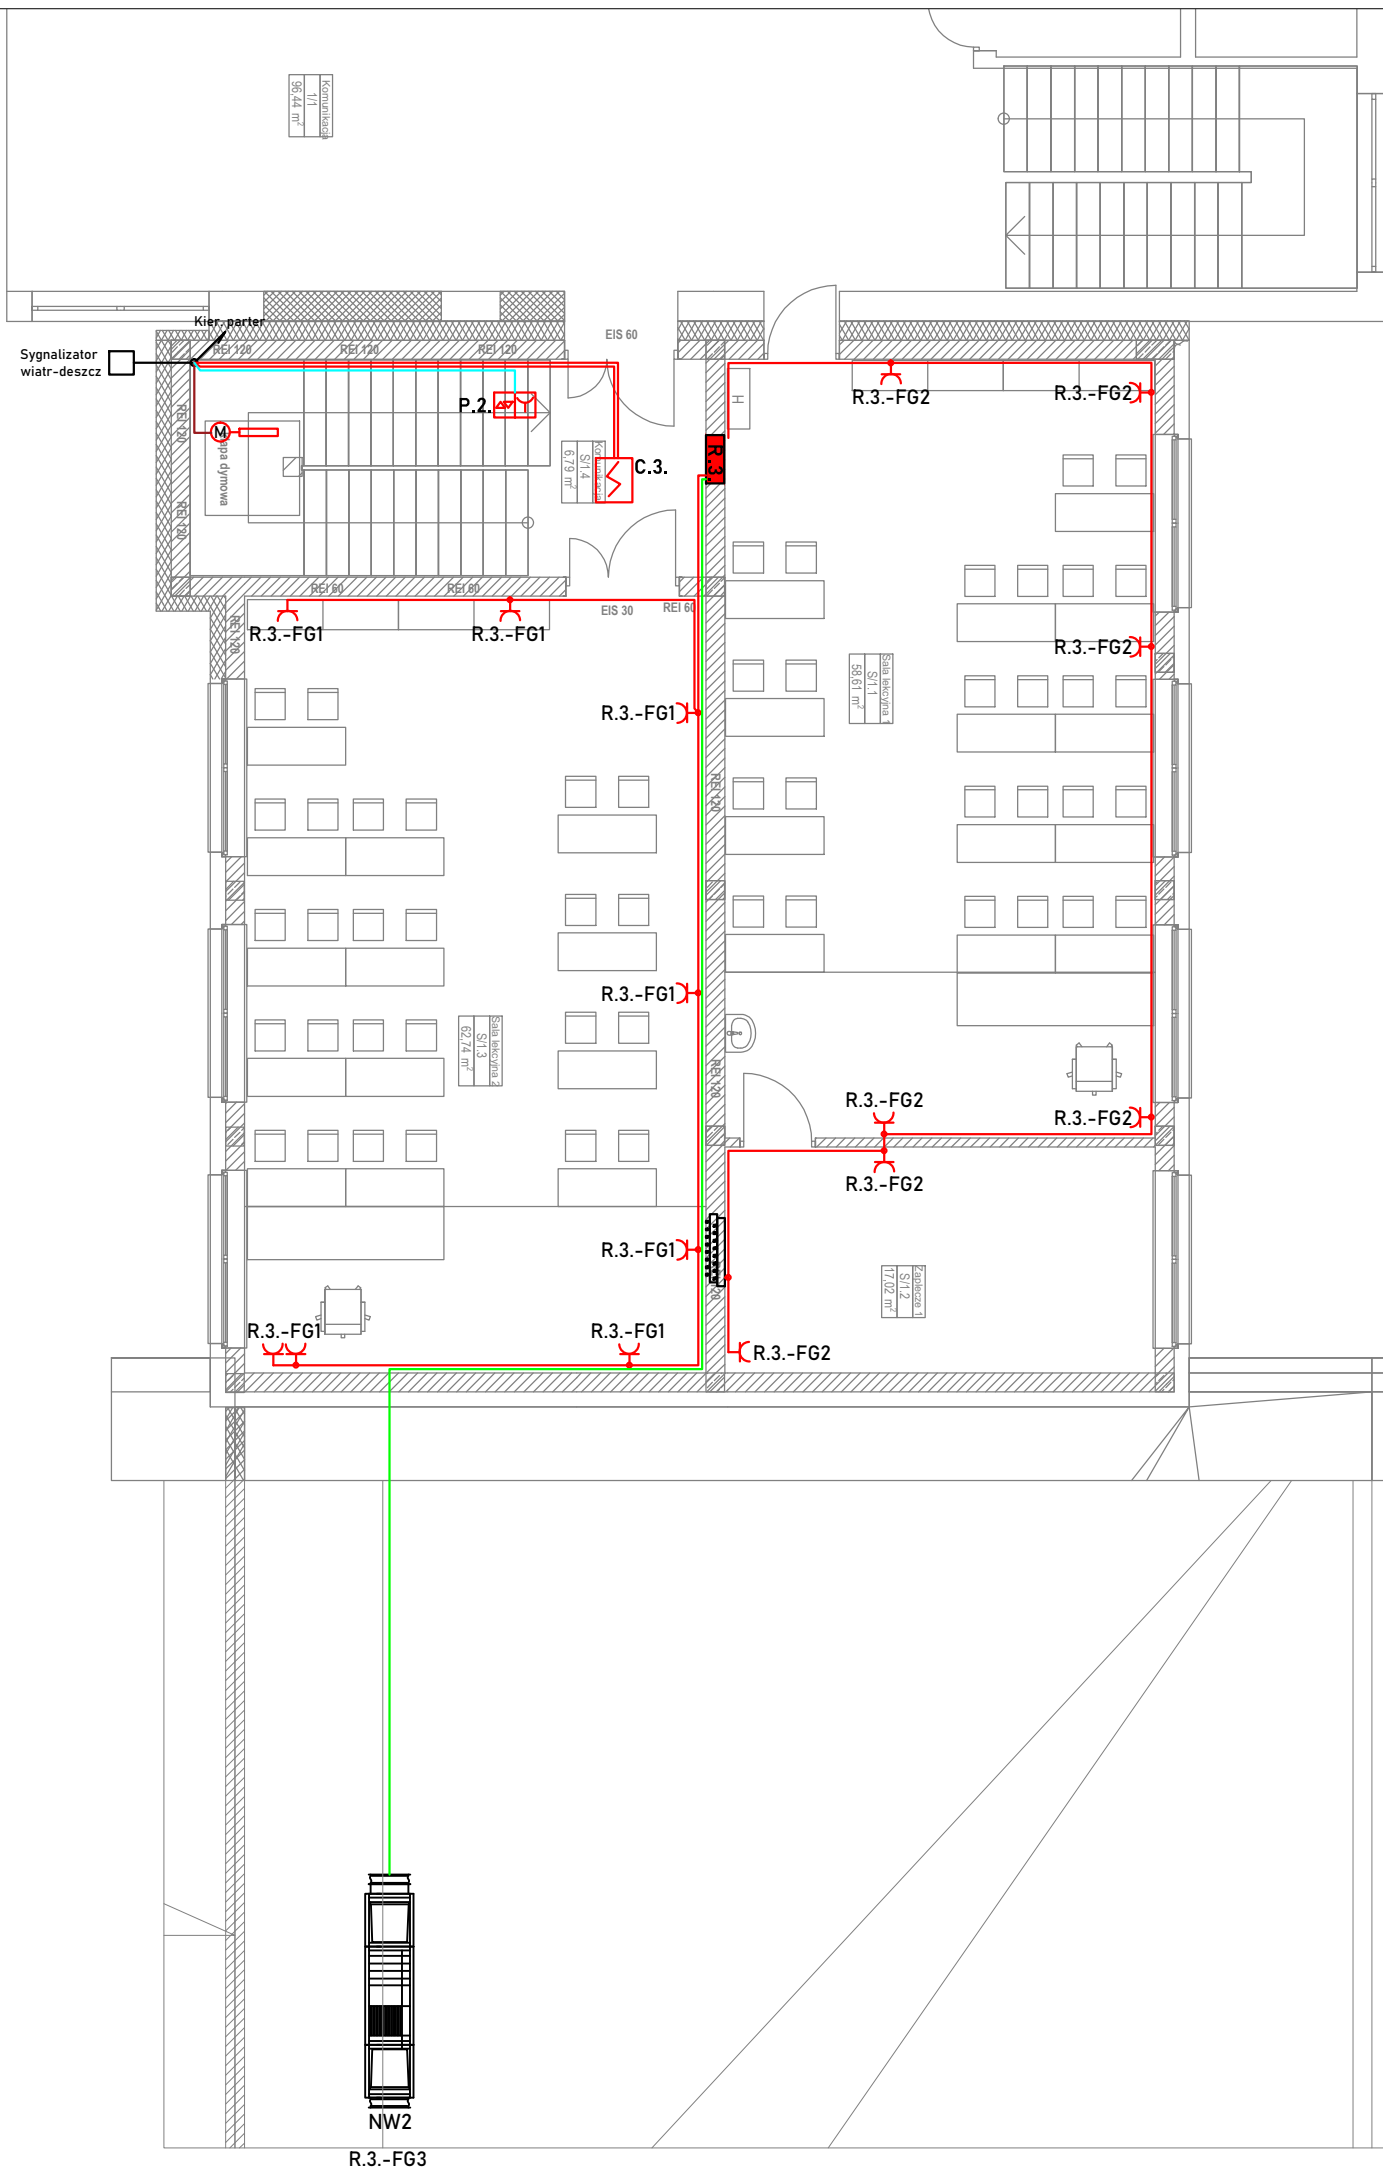 Komunikacja
1/1
96,44 m²
Kier. parter
Sygnalizator
wiatr-deszcz
REI 120
REI 120
REI 120
EIS 60
R.3.-FG2
R.3.-FG2
P.2.
H
REI 120
M
R.3.
C.3.
Komunikacja
S/1.4
6,79 m²
REI 120
REI 60
REI 60
EIS 30
REI 60
R.3.-FG1
R.3.-FG1
REI 120
R.3.-FG2
Sala lekcyjna 1
S/1.1
58,61 m²
R.3.-FG1
REI 120
R.3.-FG1
Sala lekcyjna 2
S/1.3
62,74 m²
REI 120
R.3.-FG2
R.3.-FG2
R.3.-FG2
R.3.-FG1
Zaplecze 1
S/1.2
17,02 m²
R.3.-FG1
R.3.-FG1
R.3.-FG2
NW2
R.3.-FG3